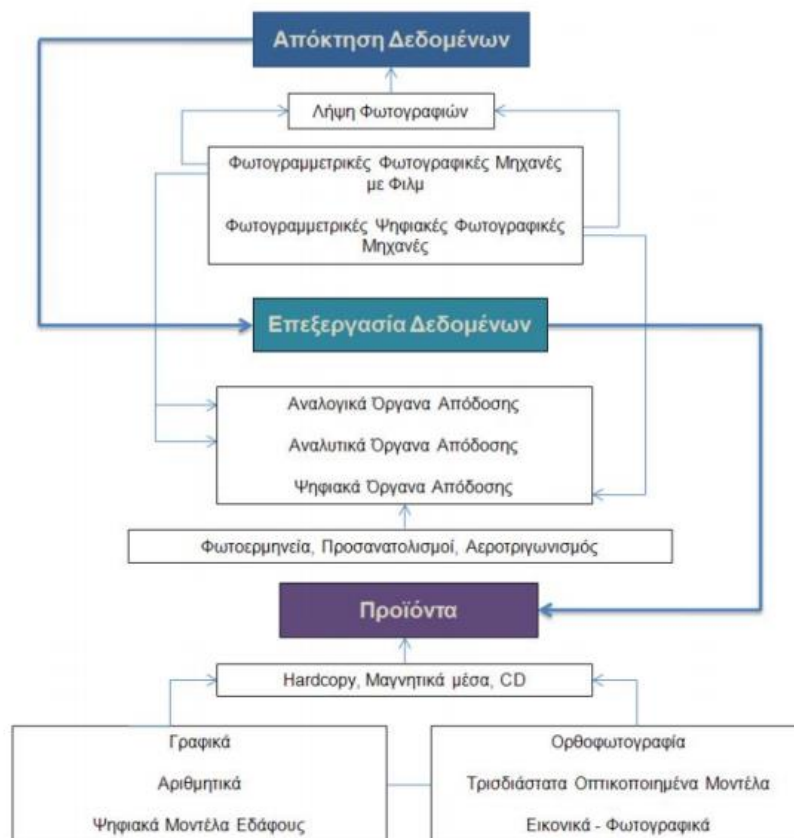 Απόκτηση Δεδομένων
Λήψη Φωτογραφιών
Φωτογραμμετρικές Φωτογραφικές Μηχανές
με Φιλμ
Φωτογραμμετρικές Ψηφιακές Φωτογραφικές
Μηχανές
Επεξεργασία Δεδομένων
Αναλογικά Όργανα Απόδοσης
Αναλυτικά Όργανα Απόδοσης
Ψηφιακά Όργανα Απόδοσης
Φωτοερμηνεία, Προσανατολισμοί, Αεροτριγωνισμός
Προϊόντα
Hardcopy, Μαγνητικά μέσα, CD
Γραφικά
Αριθμητικά
Ψηφιακά Μοντέλα Εδάφους
Ορθοφωτογραφία
Τρισδιάστατα Οπτικοποιημένα Μοντέλα
Εικονικά - Φωτογραφικά